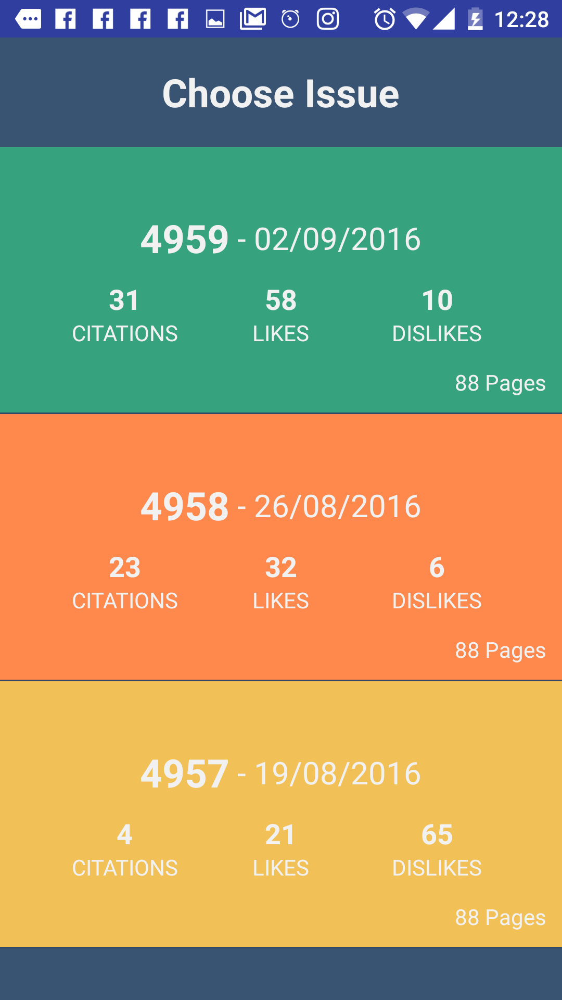 12:28
Choose Issue
4959 - 02/09/2016
31 58 10
CITATIONS LIKES DISLIKES
88 Pages
4958 - 26/08/2016
23 32 6
CITATIONS LIKES DISLIKES
88 Pages
4957 - 19/08/2016
4 21 65
CITATIONS LIKES DISLIKES
88 Pages